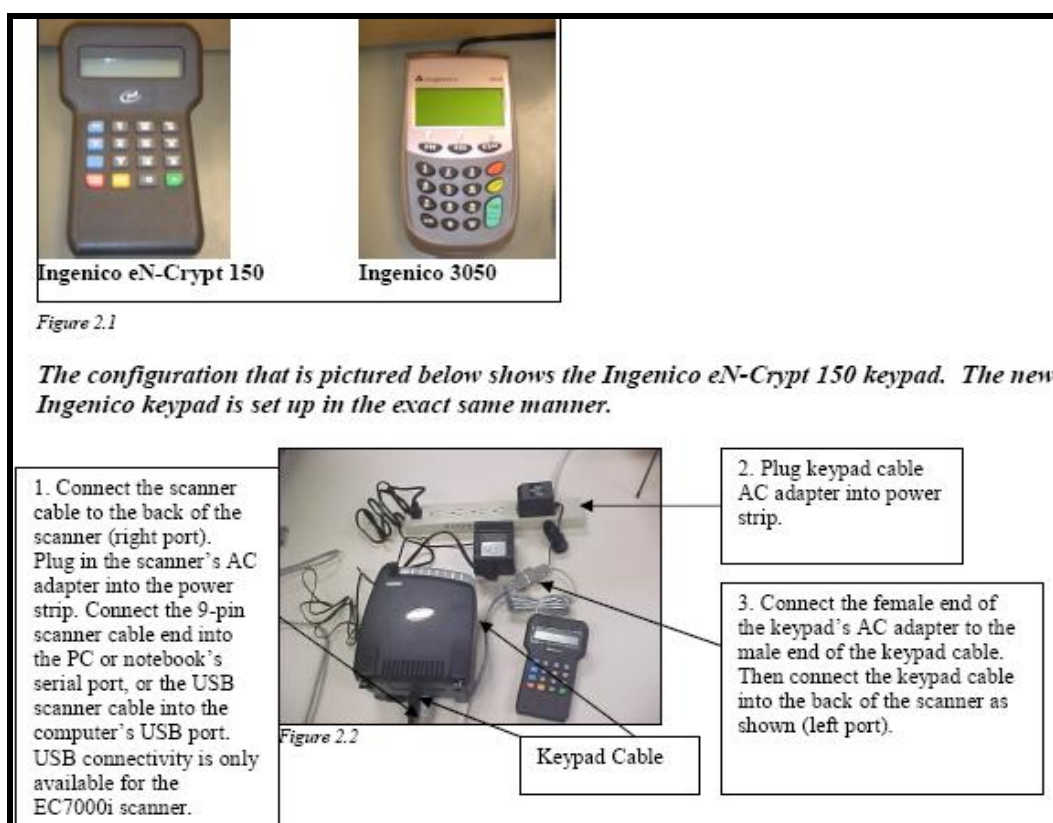 Ingenico eN-Crypt 150
Ingenico 3050
Figure 2.1
The configuration that is pictured below shows the Ingenico eN-Crypt 150 keypad. The new
Ingenico keypad is set up in the exact same manner.
1. Connect the scanner
cable to the back of the
scanner (right port).
Plug in the scanner's AC
adapter into the power
strip. Connect the 9-pin
scanner cable end into
the PC or notebook's
serial port, or the USB
scanner cable into the
computer's USB port.
USB connectivity is only
available for the
EC7000i scanner.
2. Plug keypad cable
AC adapter into power
strip.
3. Connect the female end of
the keypad's AC adapter to the
male end of the keypad cable.
Then connect the keypad cable
into the back of the scanner as
shown (left port).
Figure 2.2
Keypad Cable